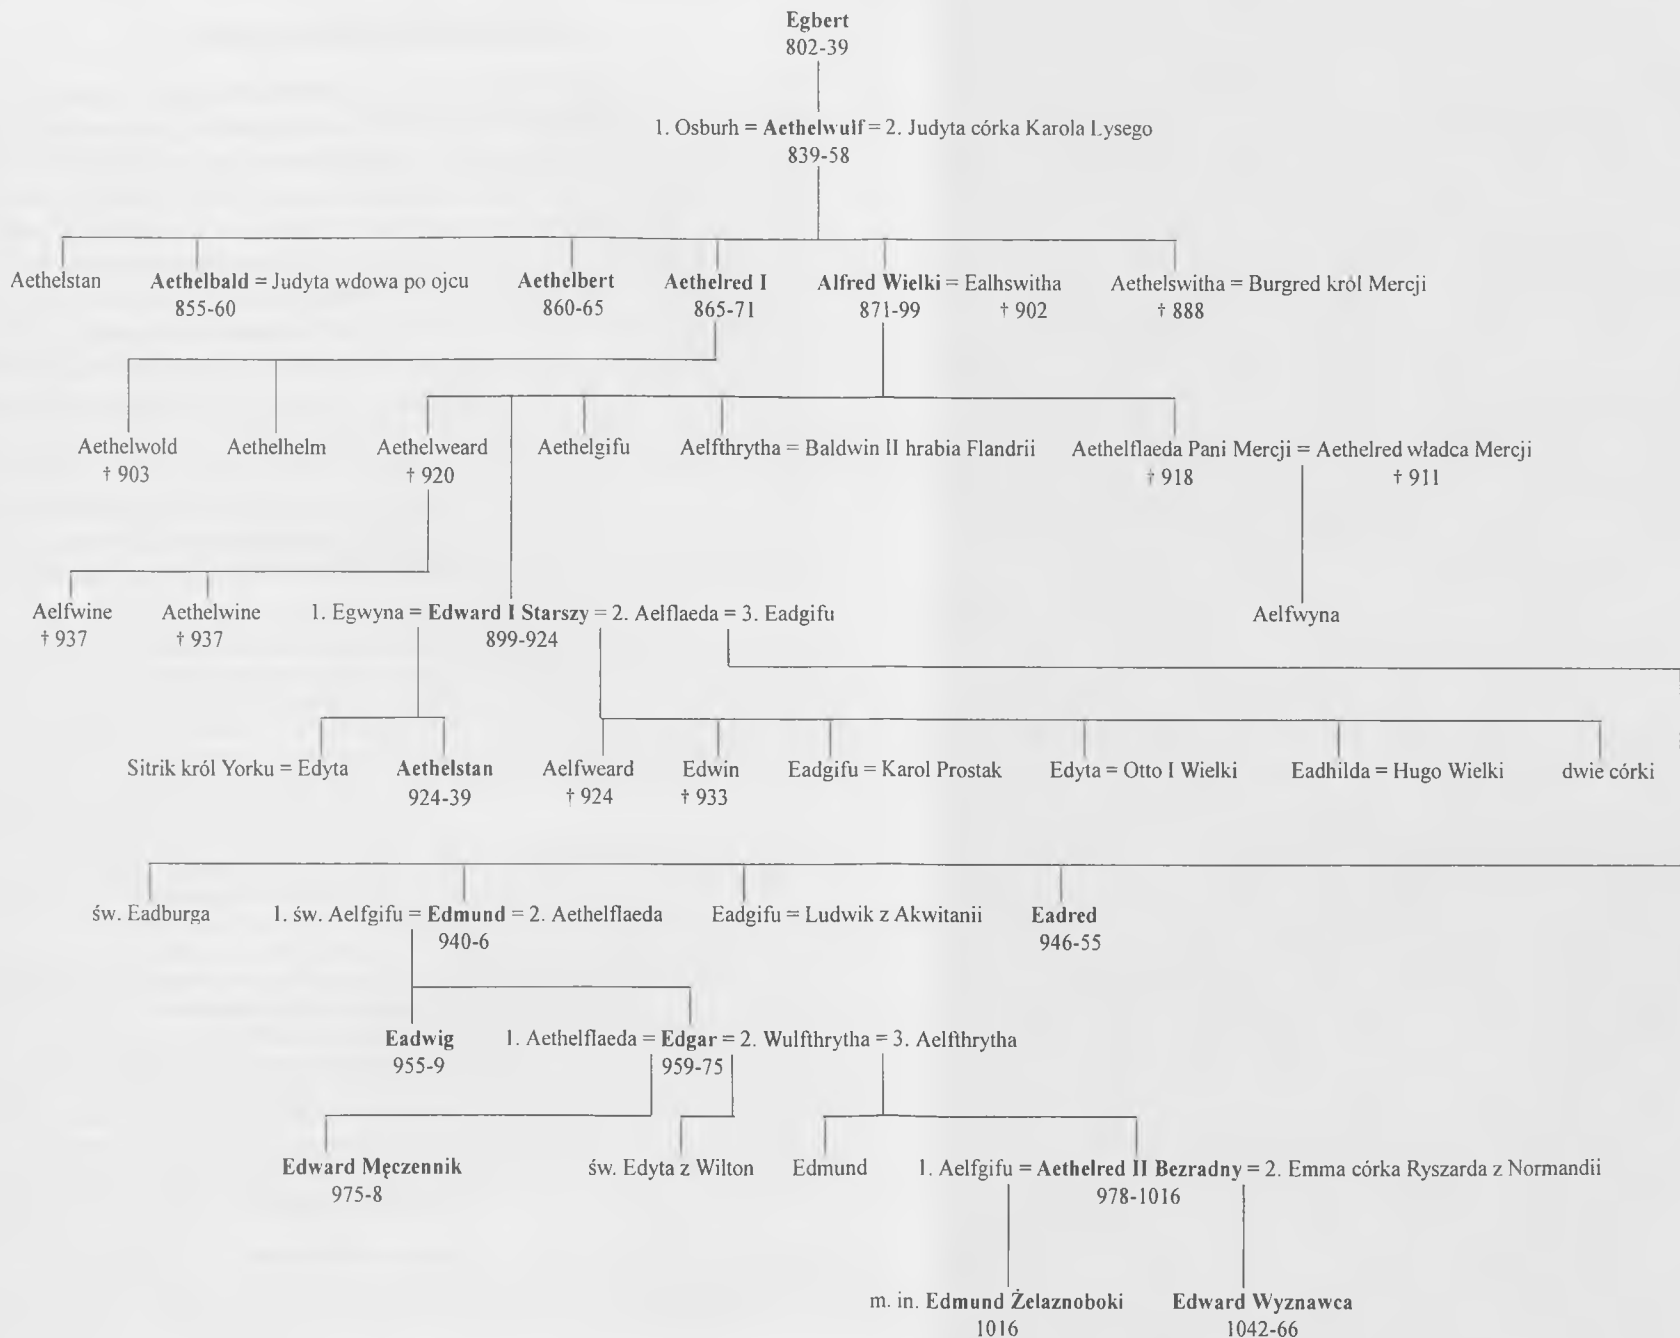 Egbert
802-39
1. Osburh = Aethelwulf = 2. Judyta córka Karola Lysego
839-58
Aethelstan Aethelbald = Judyta wdowa po ojcu Aethelbert Aethelred I Alfred Wielki = Ealhswitha Aethelswitha = Burgred król Mercji
855-60 860-65 865-71 871-99 † 902 † 888
Aethelwold Aethelhelm Aethelweard Aethelgifu Aelfthrytha = Baldwin II hrabia Flandrii Aethelflaeda Pani Mercji = Aethelred władca Mercji
† 903 † 920 † 918 † 911
Aelfwine Aethelwine 1. Egwyna = Edward I Starszy = 2. Aelflaeda = 3. Eadgifu Aelfwyna
† 937 † 937 899-924
Sitrik król Yorku = Edyta Aethelstan Aelfweard Edwin Eadgifu = Karol Prostak Edyta = Otto I Wielki Eadhilda = Hugo Wielki dwie córki
924-39 † 924 † 933
św. Eadburga 1. św. Aelfgifu = Edmund = 2. Aethelflaeda Eadgifu = Ludwik z Akwitanii Eadred
940-6 946-55
Eadwig 1. Aethelflaeda = Edgar = 2. Wulfthrytha = 3. Aelfthrytha
955-9 959-75
Edward Męczennik św. Edyta z Wilton Edmund 1. Aelfgifu = Aethelred II Bezradny = 2. Emma córka Ryszarda z Normandii
975-8 978-1016
m. in. Edmund Żelaznoboki Edward Wyznawca
1016 1042-66